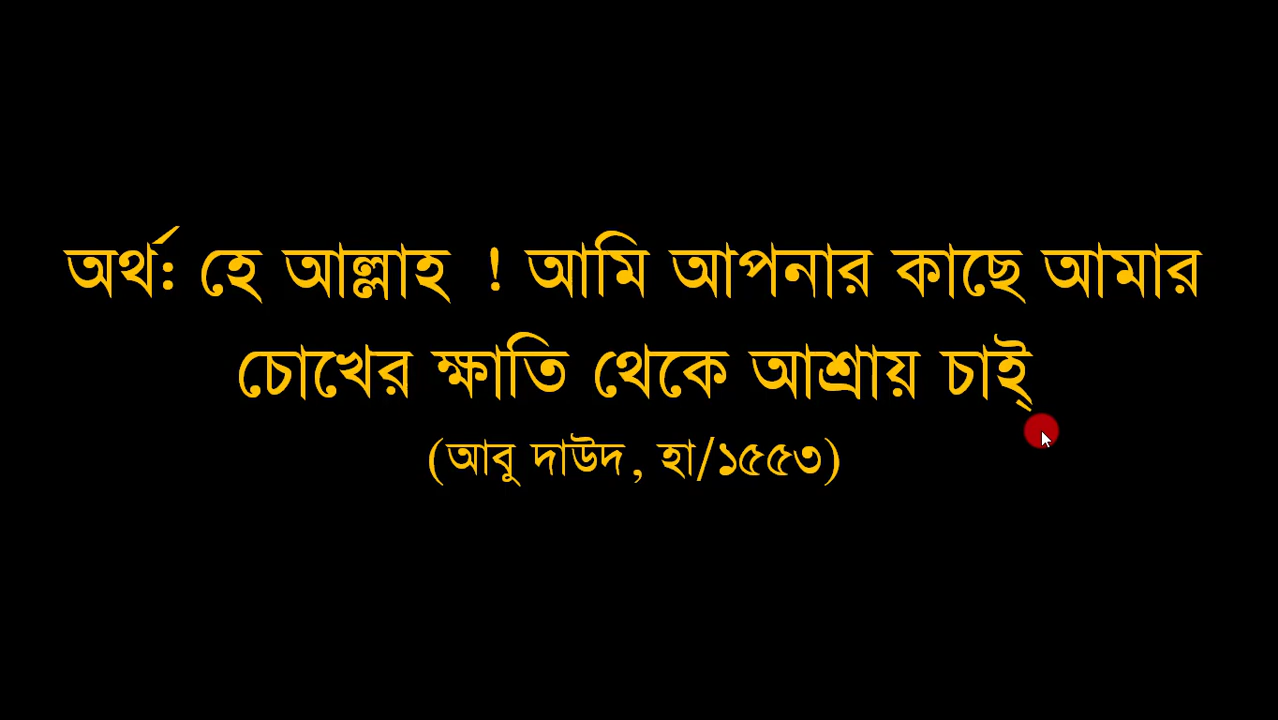 অর্থ: হে আল্লাহ ! আমি আপনার কাছে আমার
চোখের ক্ষাতি থেকে আশ্রায় চাই্
(আবু দাউদ, হা/১৫৫৩)